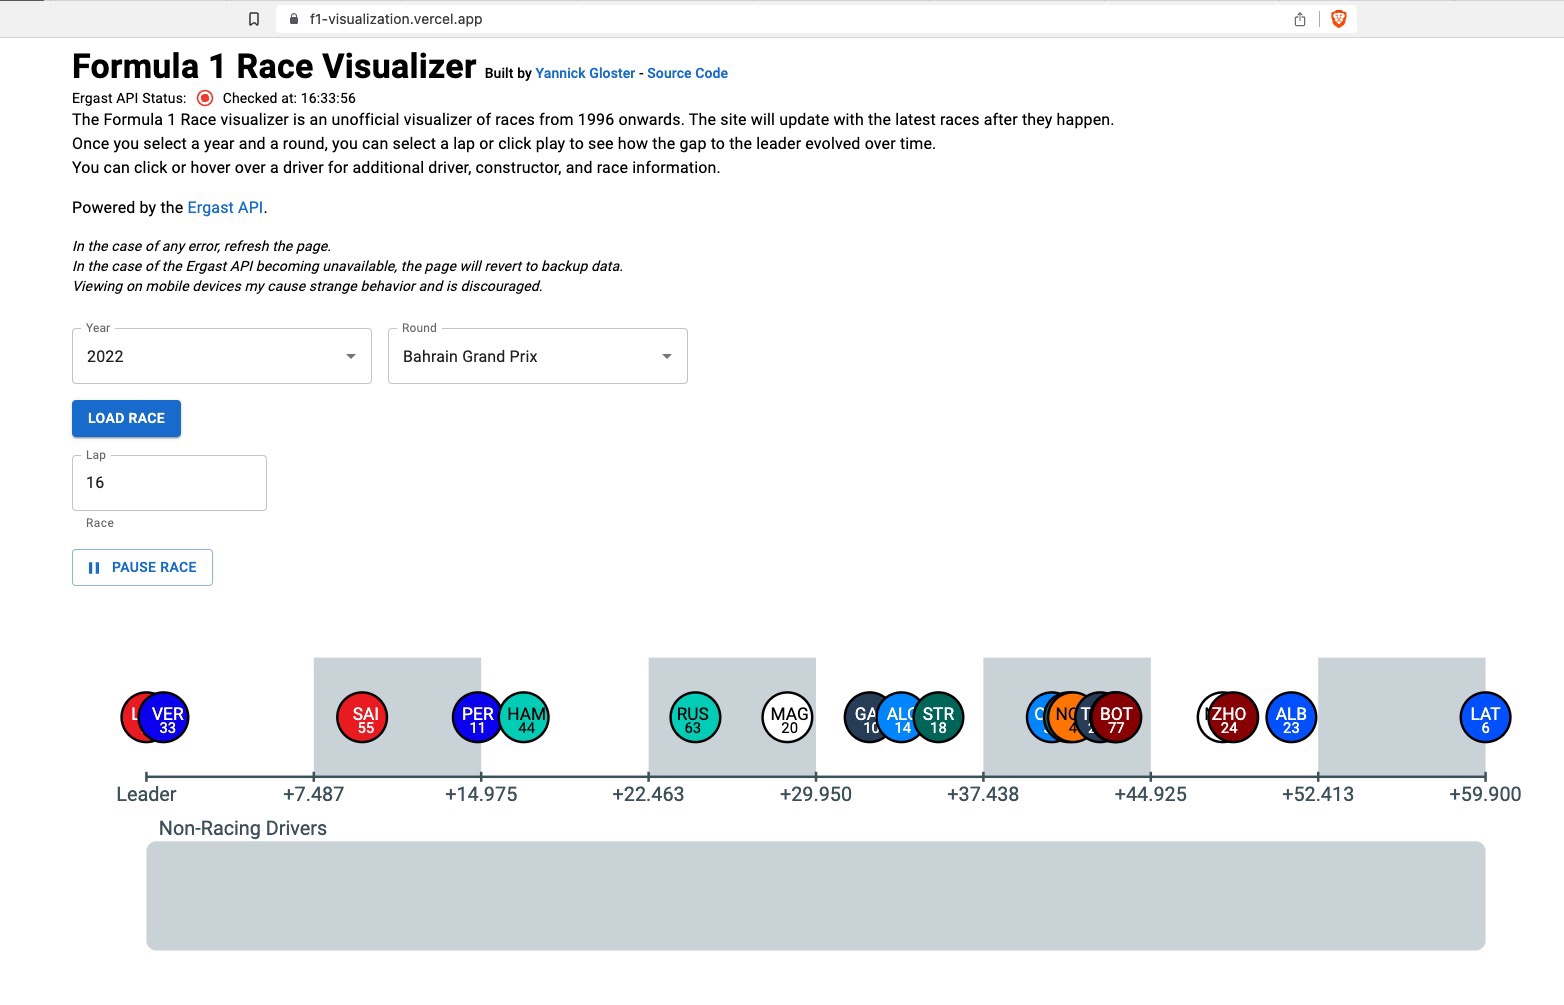 f1-visualization.vercel.app
Formula 1 Race Visualizer Built by Yannick Gloster - Source Code
Ergast API Status: Checked at: 16:33:56
The Formula 1 Race visualizer is an unofficial visualizer of races from 1996 onwards. The site will update with the latest races after they happen.
Once you select a year and a round, you can select a lap or click play to see how the gap to the leader evolved over time.
You can click or hover over a driver for additional driver, constructor, and race information.
Powered by the Ergast API.
In the case of any error, refresh the page.
In the case of the Ergast API becoming unavailable, the page will revert to backup data.
Viewing on mobile devices my cause strange behavior and is discouraged.
Year
2022
Round
Bahrain Grand Prix
LOAD RACE
Lap
16
Race
PAUSE RACE
VER
33
SAI
55
PER
11
HAM
44
RUS
63
MAG
20
GA
10
AL
14
STR
18
NO
4
BOT
77
ZHO
24
ALB
23
LAT
6
Leader +7.487 +14.975 +22.463 +29.950 +37.438 +44.925 +52.413 +59.900
Non-Racing Drivers